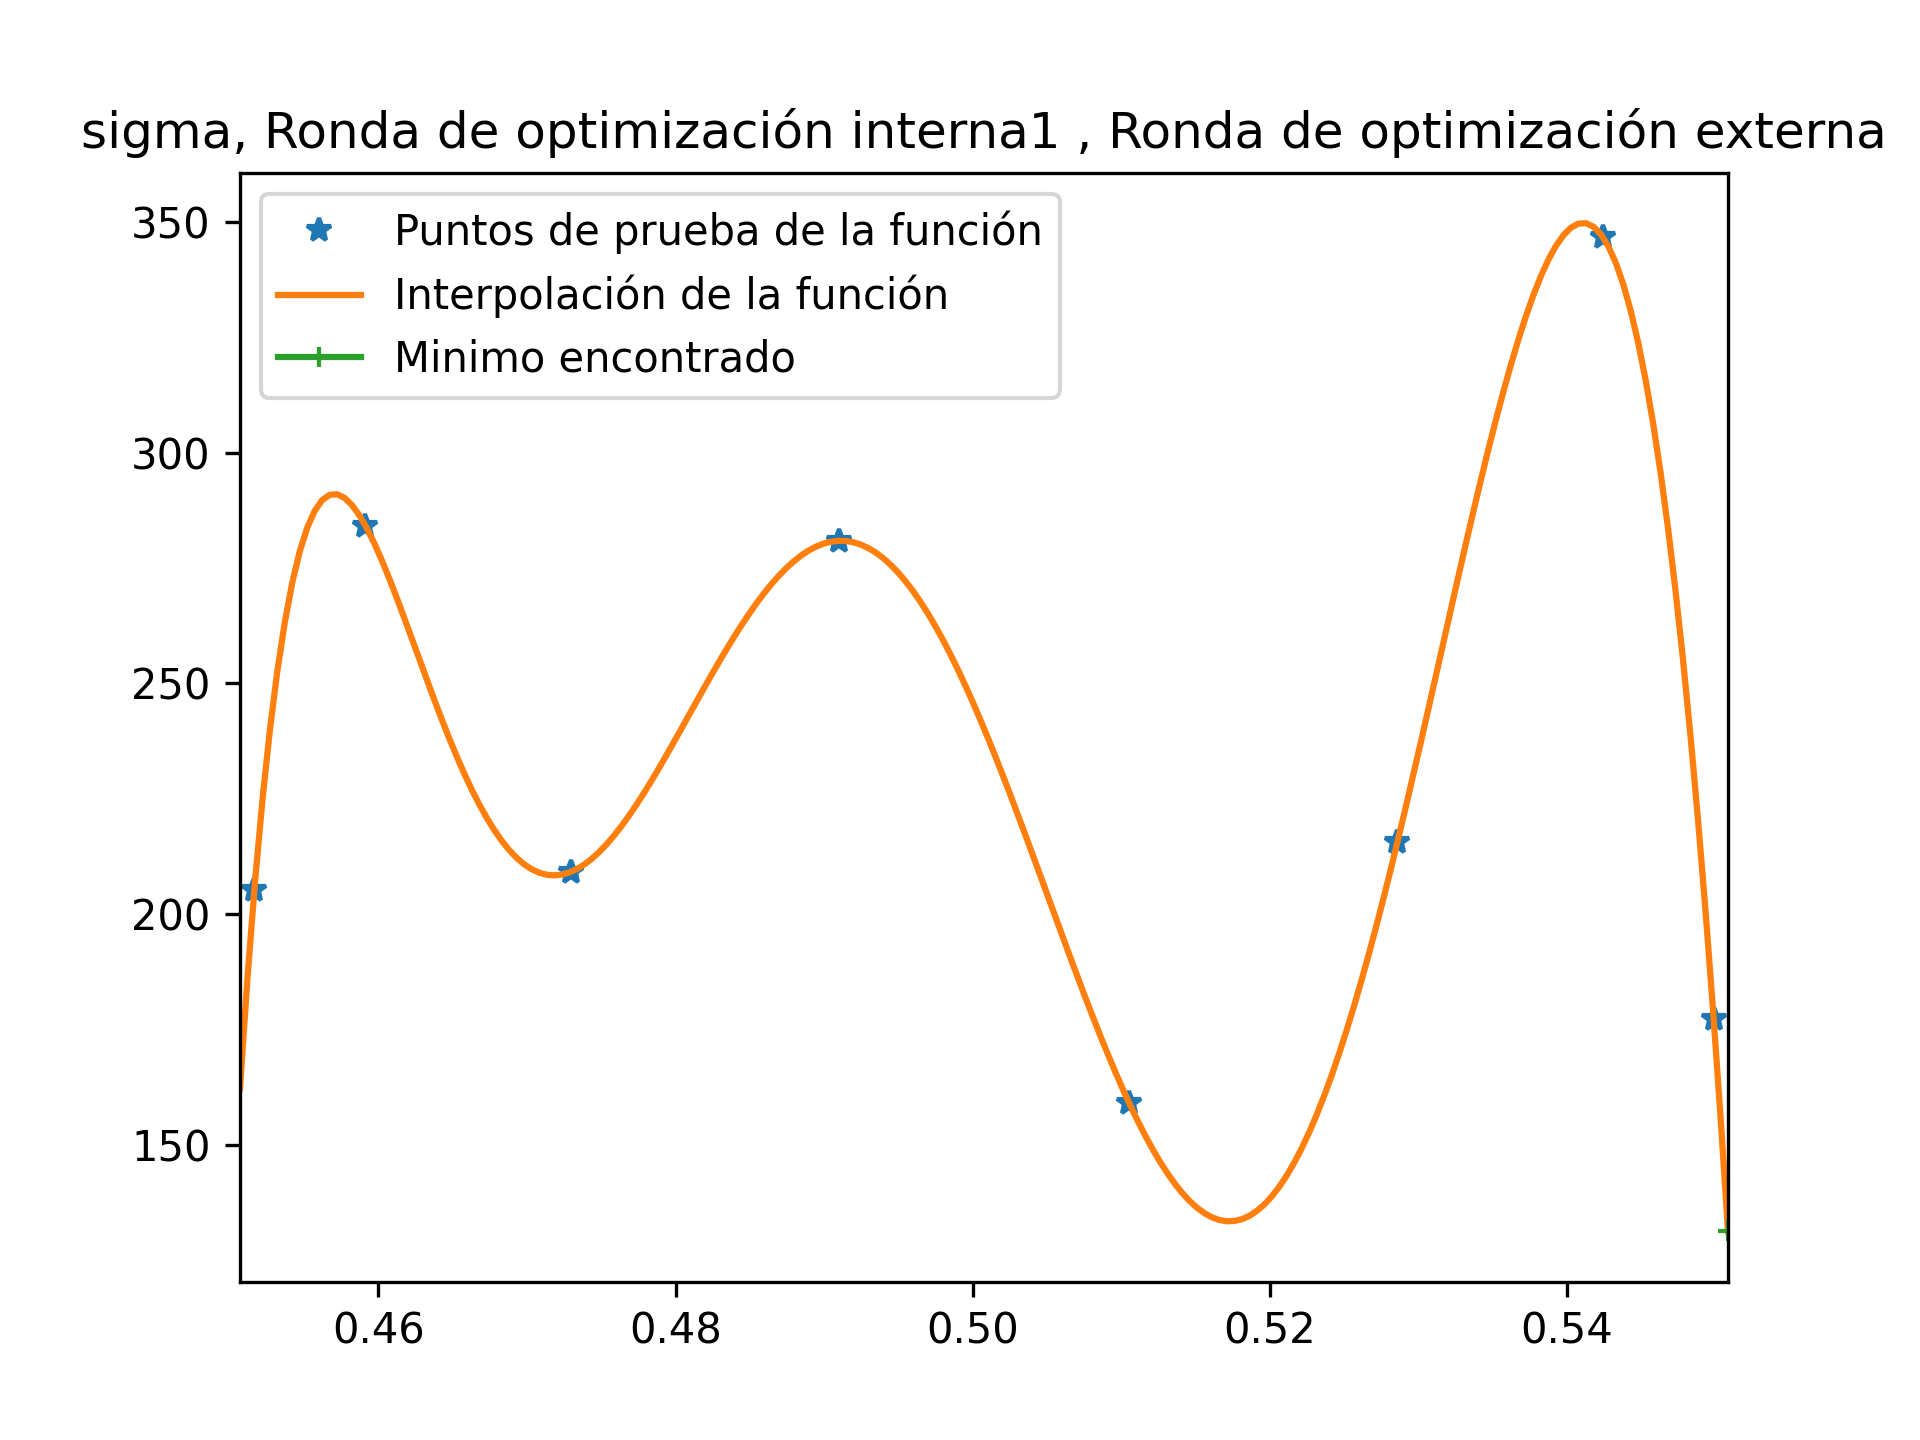 sigma, Ronda de optimización interna1 , Ronda de optimización externa
Puntos de prueba de la función
Interpolación de la función
Minimo encontrado
350
300
250
200
150
0.46 0.48 0.50 0.52 0.54